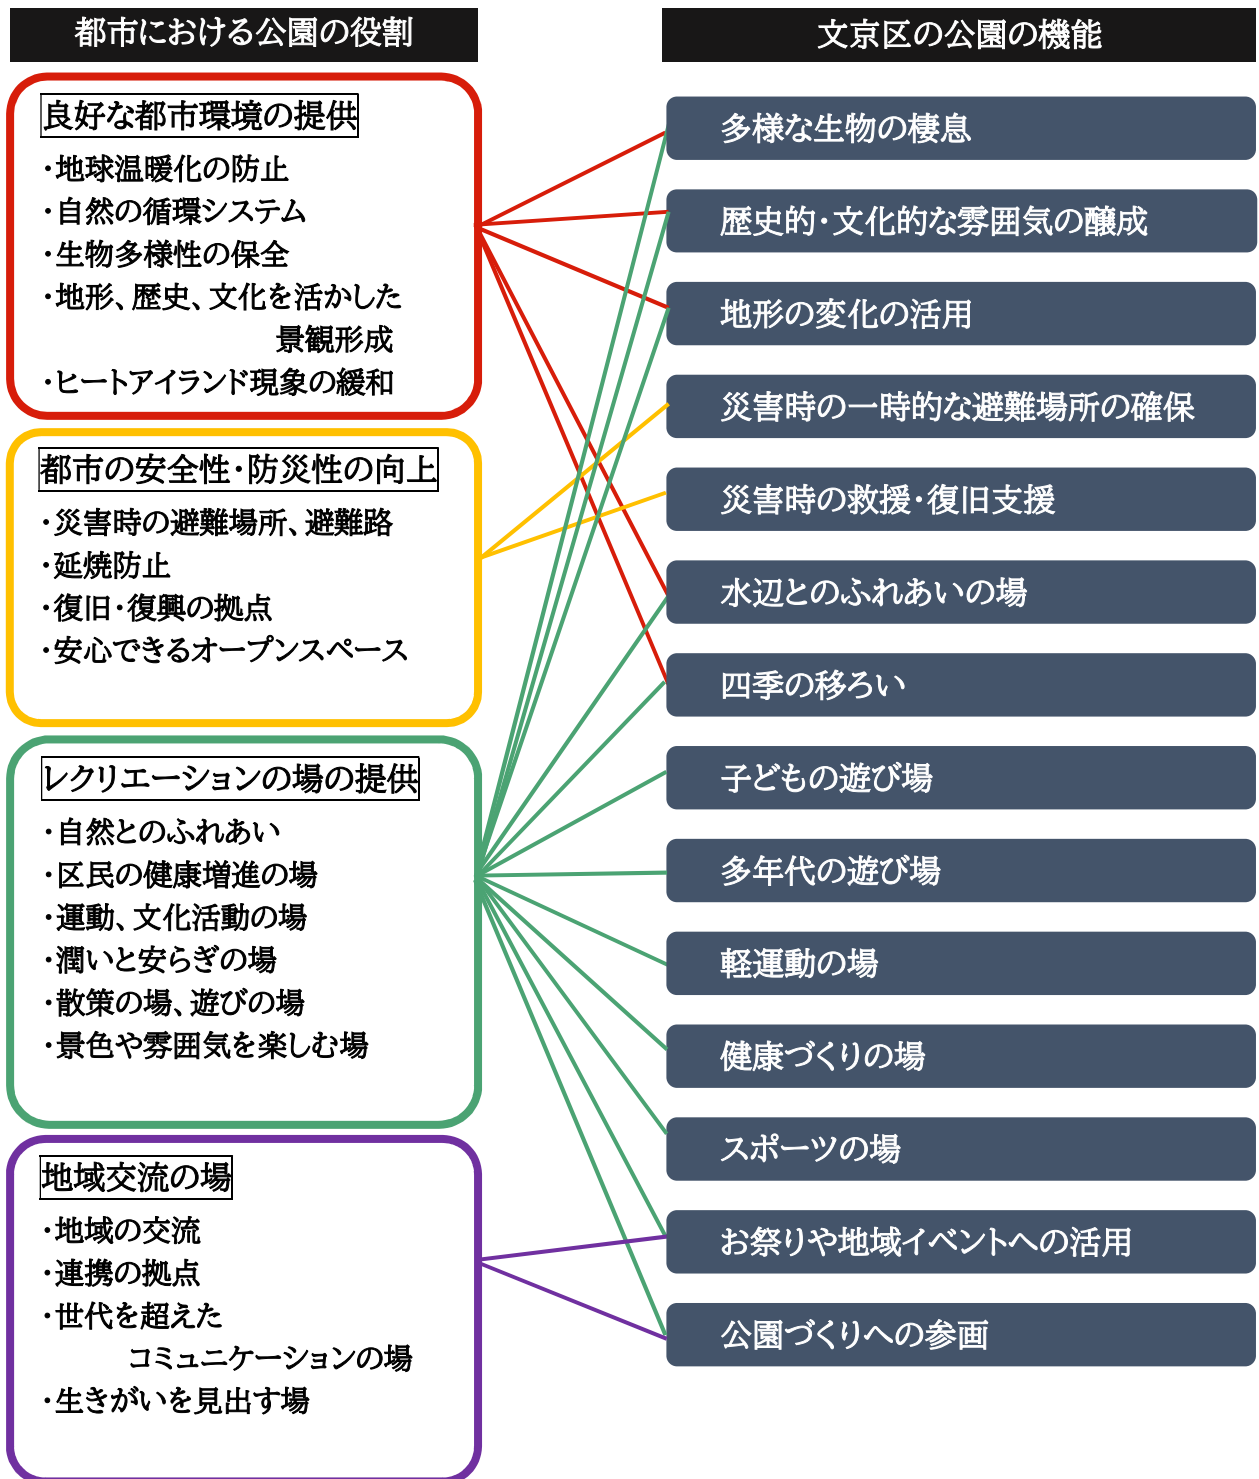 都市における公園の役割
良好な都市環境の提供
・地球温暖化の防止
・自然の循環システム
・生物多様性の保全
・地形、歴史、文化を活かした
景観形成
・ヒートアイランド現象の緩和
都市の安全性・防災性の向上
・災害時の避難場所、避難路
・延焼防止
・復旧・復興の拠点
・安心できるオープンスペース
レクリエーションの場の提供
・自然とのふれあい
・区民の健康増進の場
・運動、文化活動の場
・潤いと安らぎの場
・散策の場、遊びの場
・景色や雰囲気を楽しむ場
地域交流の場
・地域の交流
・連携の拠点
・世代を超えた
コミュニケーションの場
・生きがいを見出す場
文京区の公園の機能
多様な生物の棲息
歴史的・文化的な雰囲気の醸成
地形の変化の活用
災害時の一時的な避難場所の確保
災害時の救援・復旧支援
水辺とのふれあいの場
四季の移ろい
子どもの遊び場
多年代の遊び場
軽運動の場
健康づくりの場
スポーツの場
お祭りや地域イベントへの活用
公園づくりへの参画